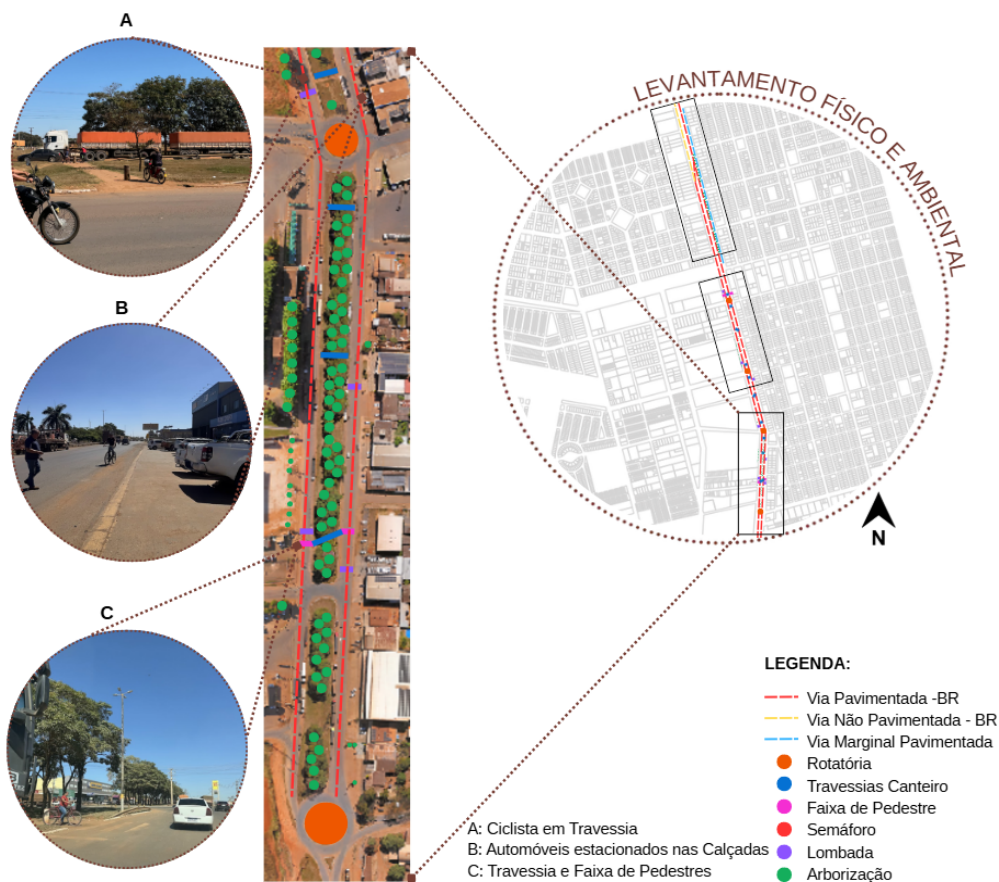 A
B
C
LEVANTAMENTO FÍSICO E AMBIENTAL
N
LEGENDA:
Via Pavimentada -BR
Via Não Pavimentada - BR
Via Marginal Pavimentada
Rotatória
Travessias Canteiro
Faixa de Pedestre
Semáforo
Lombada
Arborização
A: Ciclista em Travessia
B: Automóveis estacionados nas Calçadas
C: Travessia e Faixa de Pedestres